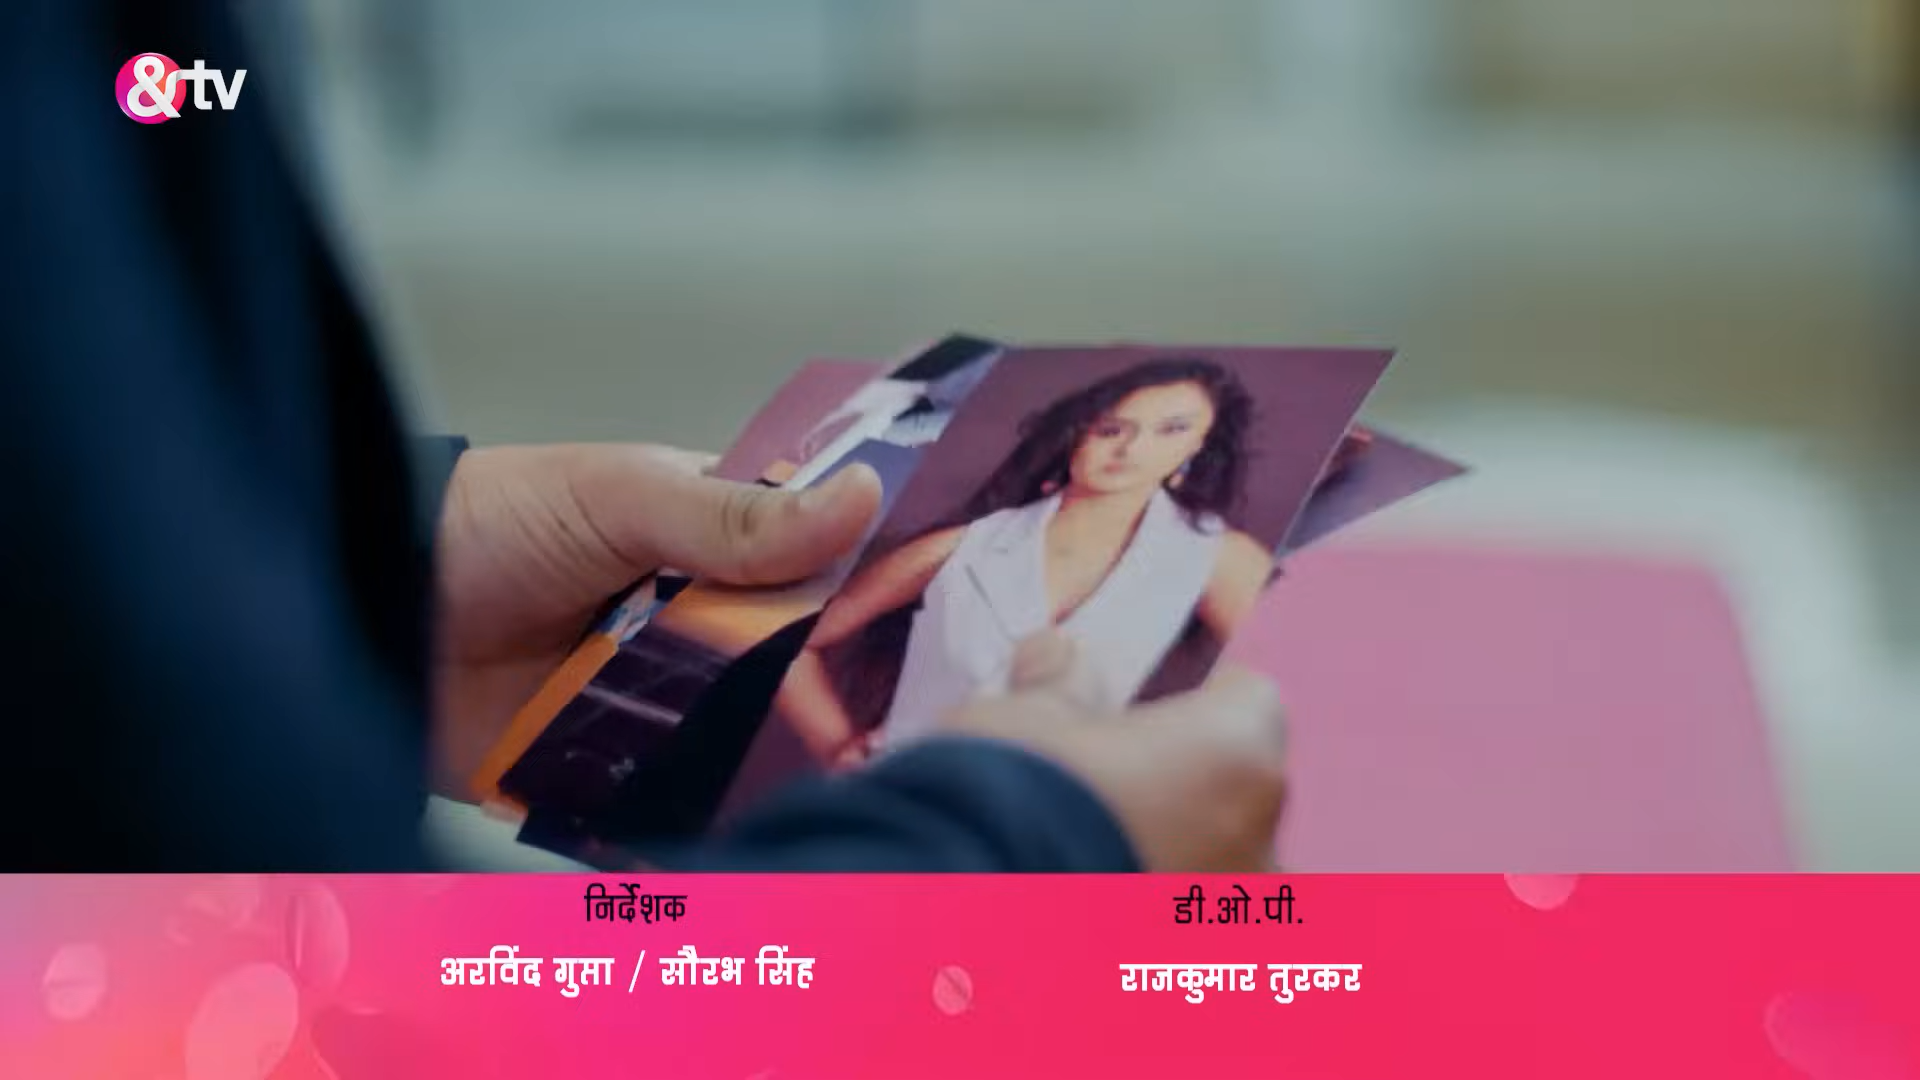 &tv
निर्देशक
अरविंद गुप्ता / सौरभ सिंह
डी.ओ.पी.
राजकुमार तुरकर